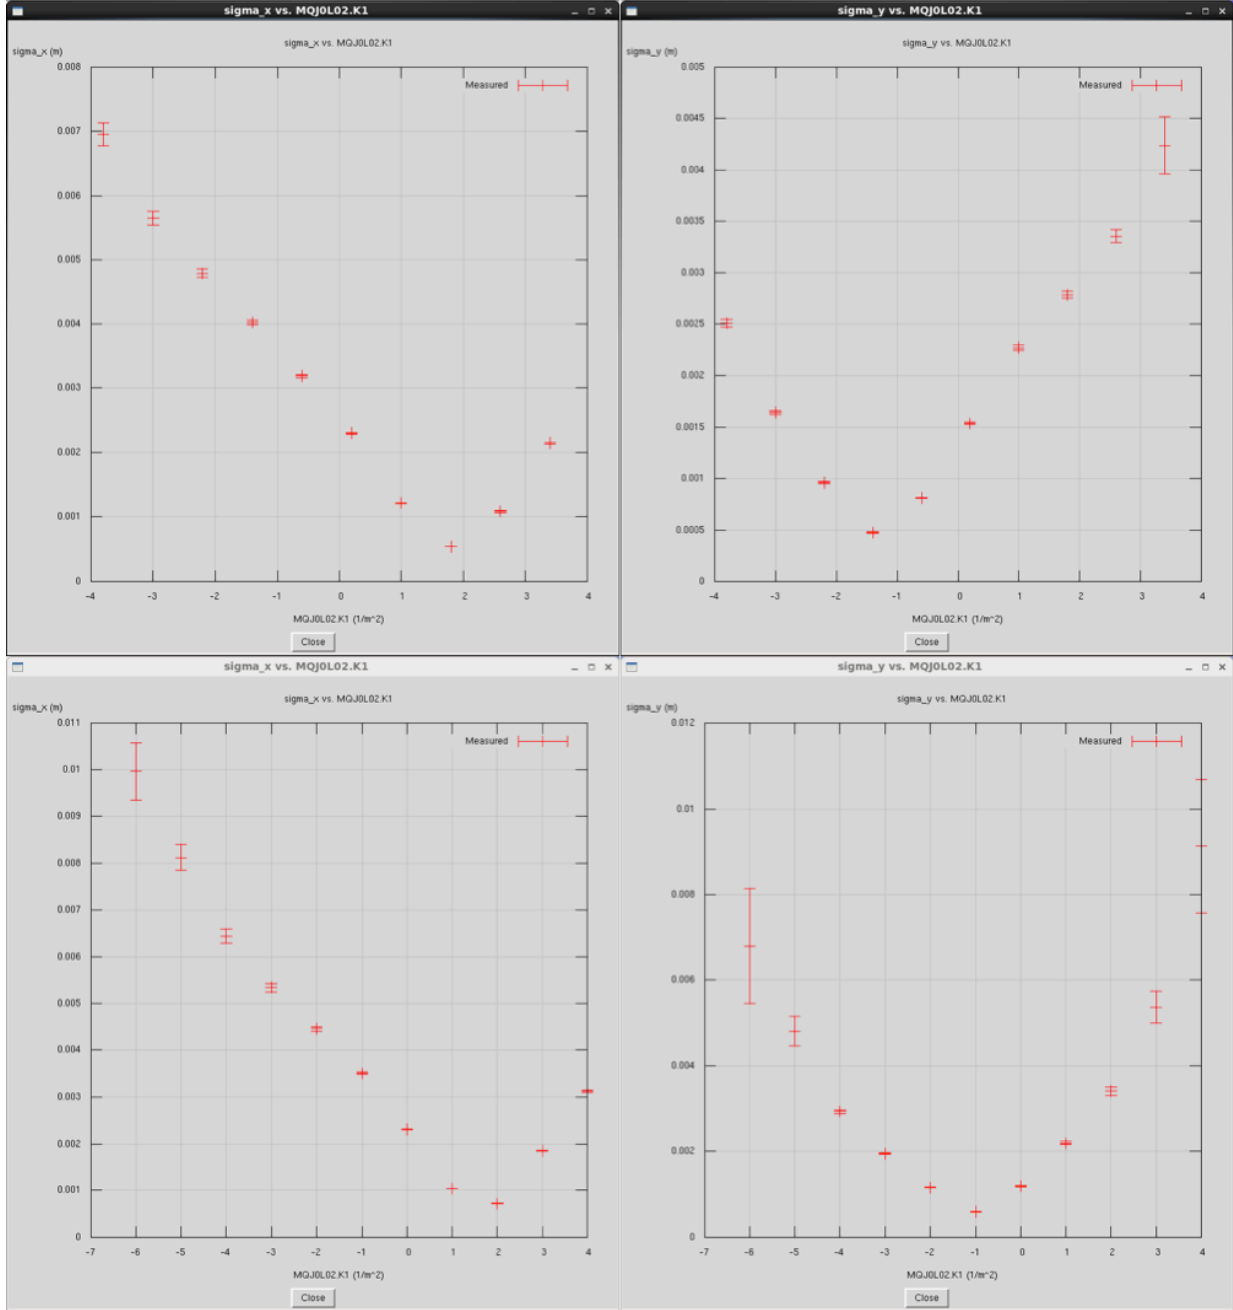 sigma_x vs. MQJ0L02.K1
sigma_x vs. MQJ0L02.K1
sigma_x (m)
Measured
0.008
0.007
0.006
0.005
0.004
0.003
0.002
0.001
0
-4 -3 -2 -1 0 1 2 3 4
MQJ0L02.K1 (1/m^2)
Close
sigma_y vs. MQJ0L02.K1
sigma_y vs. MQJ0L02.K1
sigma_y (m)
Measured
0.005
0.0045
0.004
0.0035
0.003
0.0025
0.002
0.0015
0.001
0.0005
0
-4 -3 -2 -1 0 1 2 3 4
MQJ0L02.K1 (1/m^2)
Close
sigma_x vs. MQJ0L02.K1
sigma_x vs. MQJ0L02.K1
sigma_x (m)
Measured
0.011
0.01
0.009
0.008
0.007
0.006
0.005
0.004
0.003
0.002
0.001
0
-7 -6 -5 -4 -3 -2 -1 0 1 2 3 4
MQJ0L02.K1 (1/m^2)
Close
sigma_y vs. MQJ0L02.K1
sigma_y vs. MQJ0L02.K1
sigma_y (m)
Measured
0.012
0.01
0.008
0.006
0.004
0.002
0
-7 -6 -5 -4 -3 -2 -1 0 1 2 3 4
MQJ0L02.K1 (1/m^2)
Close